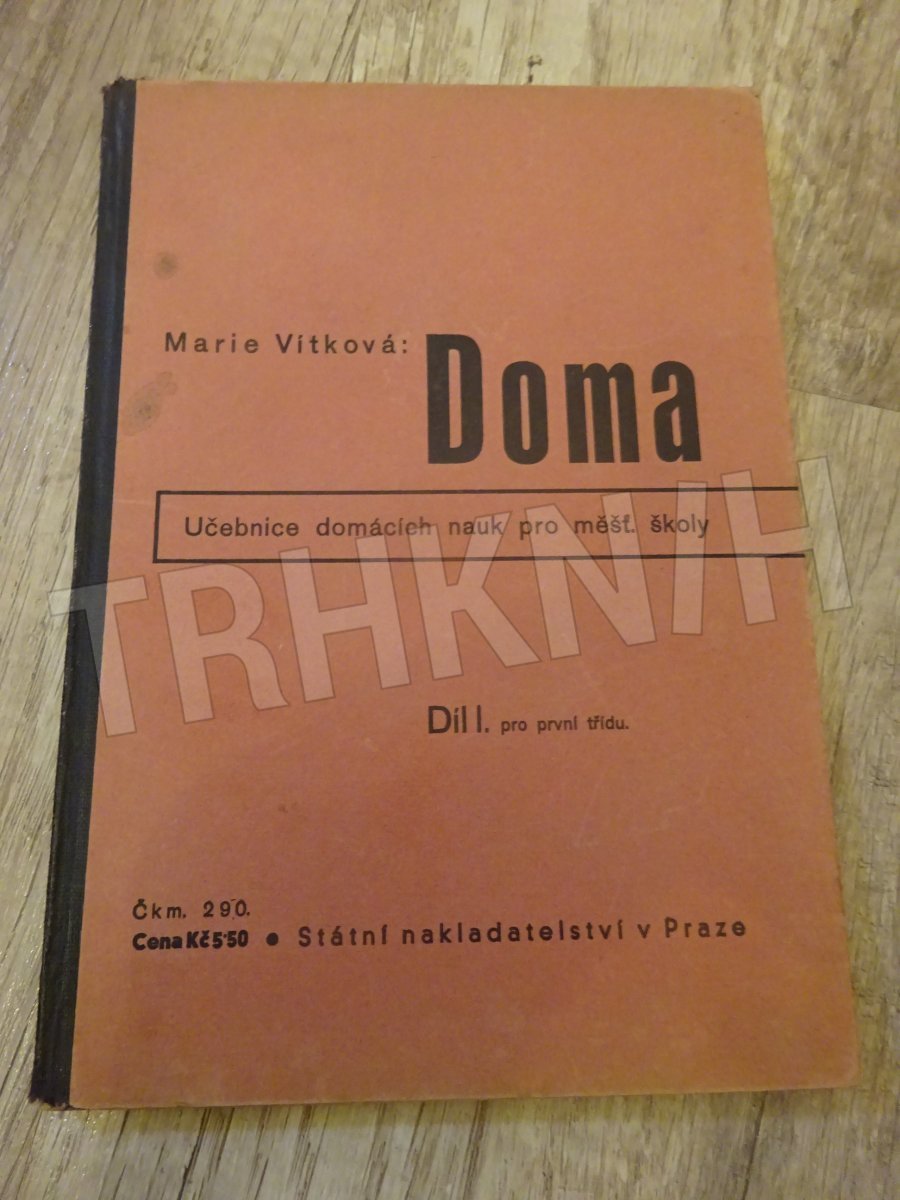 Marie Vítková: Doma
Učebnice domácích nauk pro měšť. školy
TRHKNIH
Díl I. pro první třídu.
Čkm. 290.
Cena Kč 5·50 • Státní nakladatelství v Praze